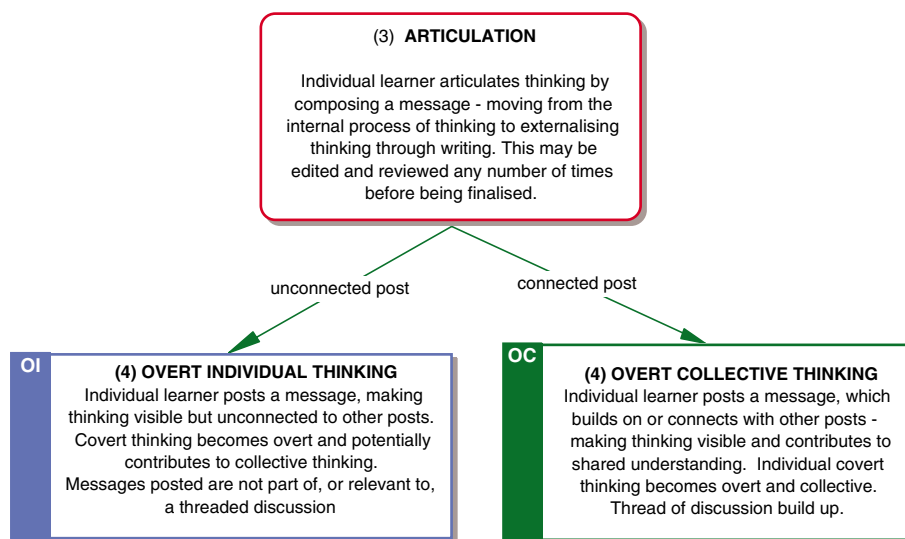 (3) ARTICULATION
Individual learner articulates thinking by
composing a message - moving from the
internal process of thinking to externalising
thinking through writing. This may be
edited and reviewed any number of times
before being finalised.
unconnected post
connected post
OI
(4) OVERT INDIVIDUAL THINKING
Individual learner posts a message, making
thinking visible but unconnected to other posts.
Covert thinking becomes overt and potentially
contributes to collective thinking.
Messages posted are not part of, or relevant to,
a threaded discussion
OC
(4) OVERT COLLECTIVE THINKING
Individual learner posts a message, which
builds on or connects with other posts -
making thinking visible and contributes to
shared understanding. Individual covert
thinking becomes overt and collective.
Thread of discussion build up.